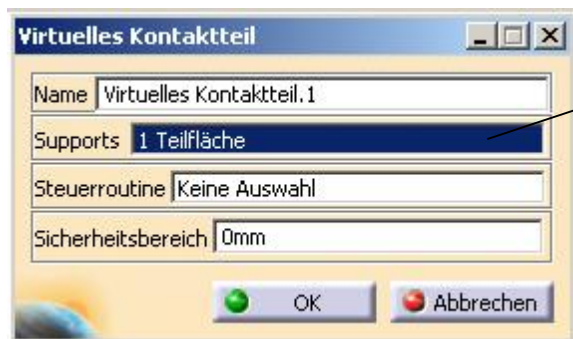 Virtuelles Kontaktteil
Name Virtuelles Kontaktteil.1
Supports 1 Teilfläche
Steuerroutine Keine Auswahl
Sicherheitsbereich 0mm
OK Abbrechen